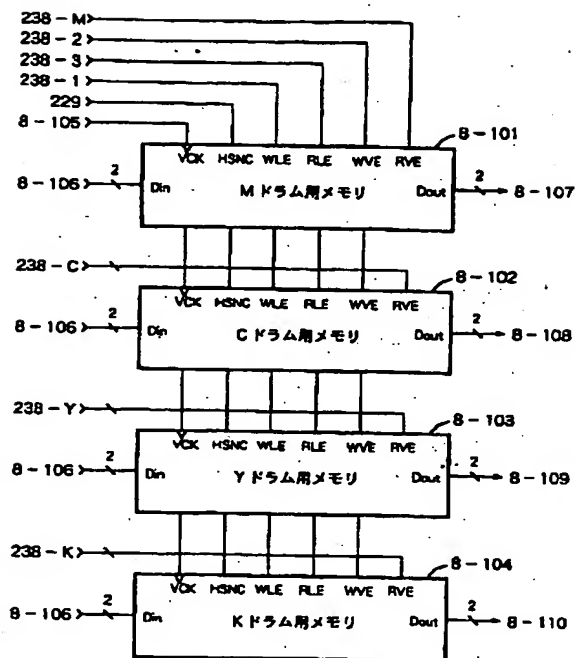 238-M
238-2
238-3
238-1
229
8-105
8-101
VCK HSNC WLE RLE WVE RVE
8-106 2 Din Mドラム用メモリ Dout 2 8-107
238-C
8-102
VCK HSNC WLE RLE WVE RVE
8-106 2 Din Cドラム用メモリ Dout 2 8-108
238-Y
8-103
VCK HSNC WLE RLE WVE RVE
8-106 2 Din Yドラム用メモリ Dout 2 8-109
238-K
8-104
VCK HSNC WLE RLE WVE RVE
8-106 2 Din Kドラム用メモリ Dout 2 8-110